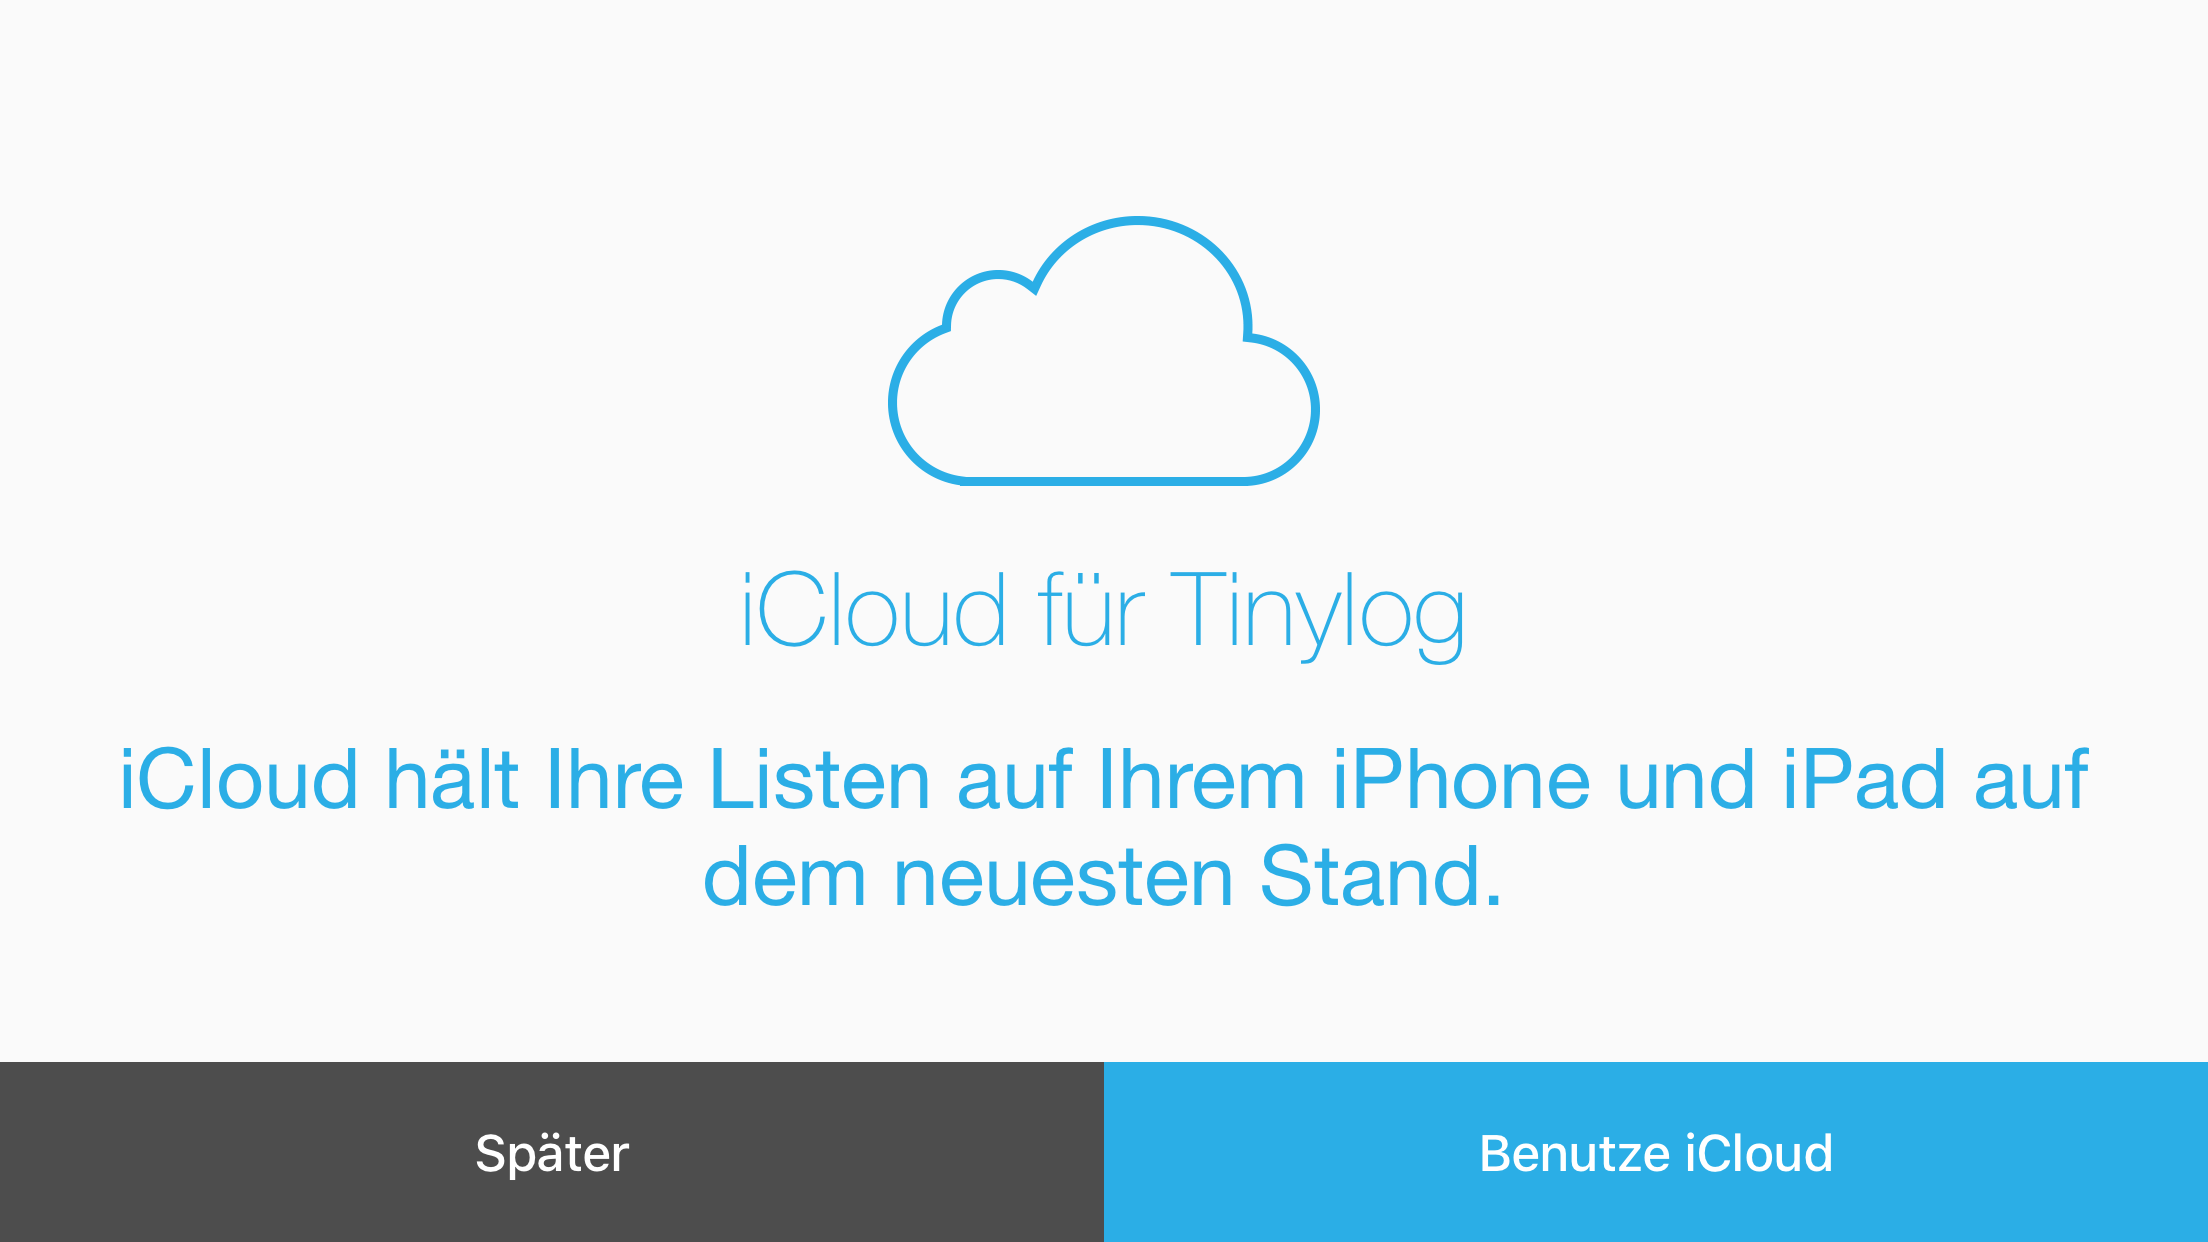 iCloud für Tinylog
iCloud hält Ihre Listen auf Ihrem iPhone und iPad auf
dem neuesten Stand.
Später
Benutze iCloud